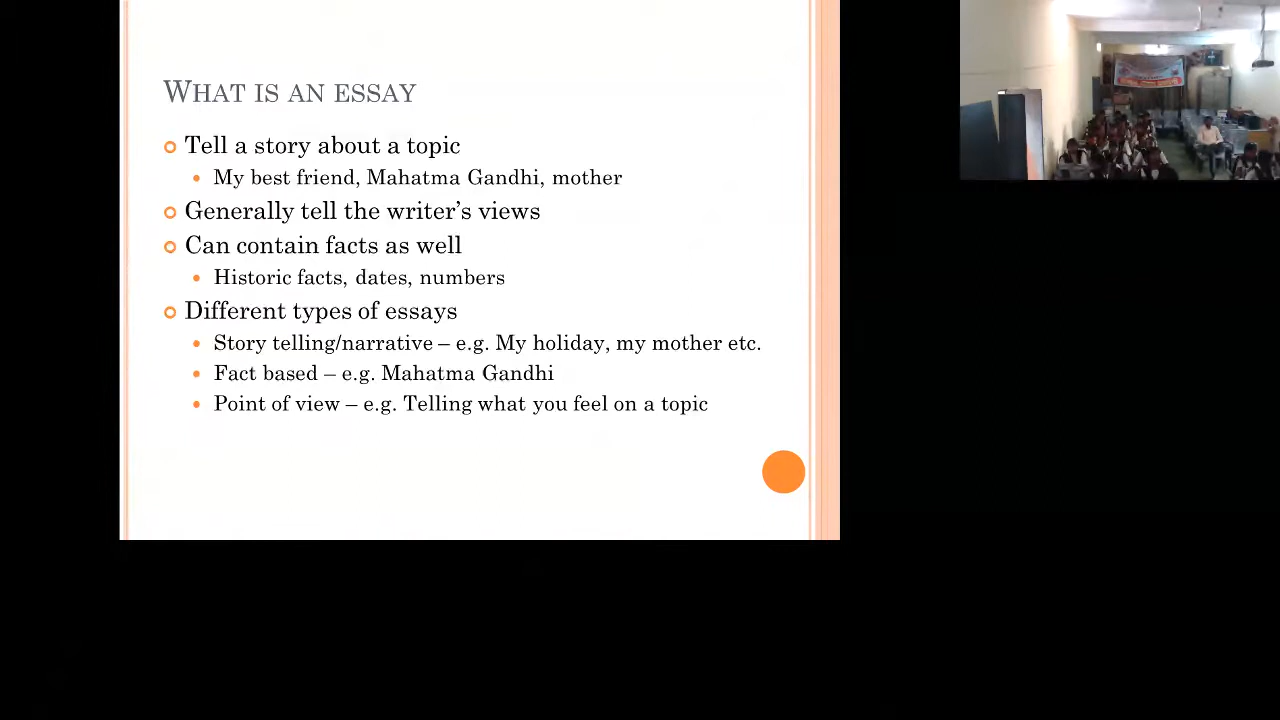 WHAT IS AN ESSAY
Tell a story about a topic
My best friend, Mahatma Gandhi, mother
Generally tell the writer’s views
Can contain facts as well
Historic facts, dates, numbers
Different types of essays
Story telling/narrative – e.g. My holiday, my mother etc.
Fact based – e.g. Mahatma Gandhi
Point of view – e.g. Telling what you feel on a topic